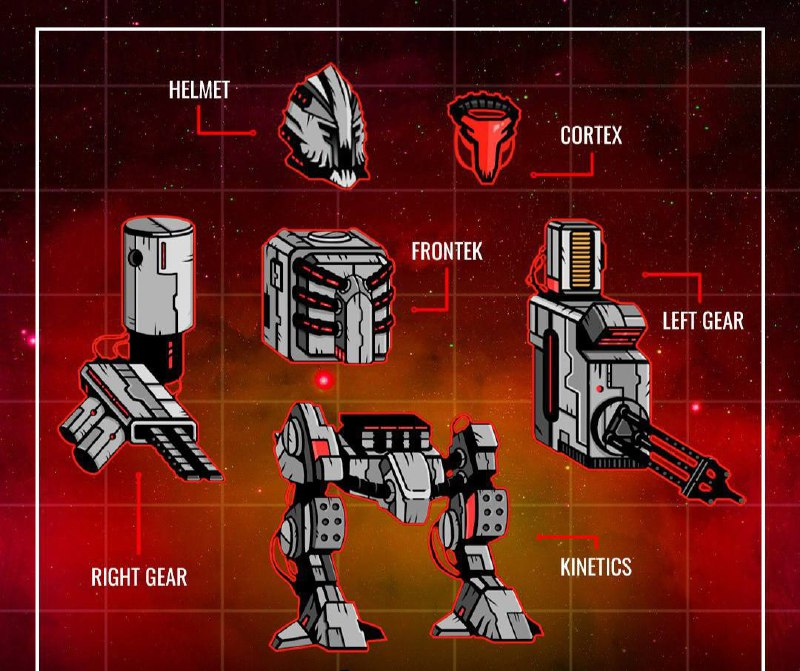 HELMET
CORTEX
FRONTEK
LEFT GEAR
RIGHT GEAR
KINETICS